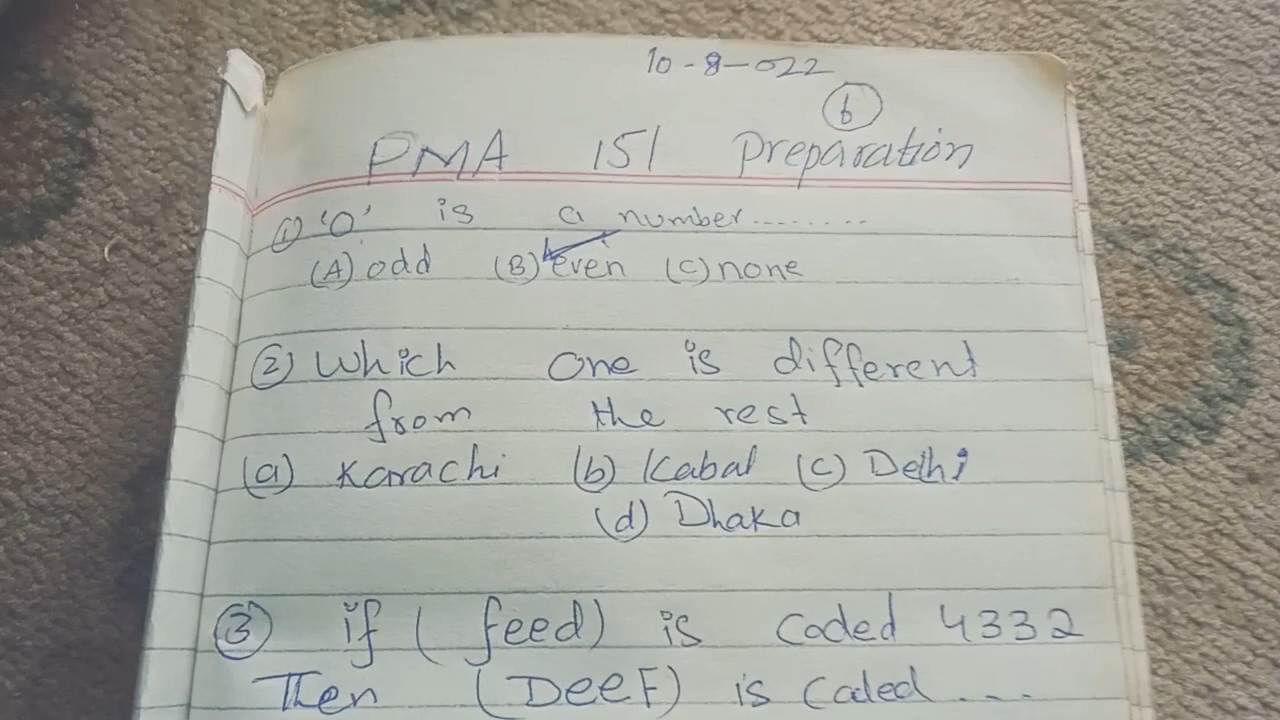 10-8-022
6
PMA 151 Preparation
① '0' is a number.........
(A) odd (B) even (C) none
② Which one is different
from the rest
(a) Karachi (b) Kabal (c) Delhi
(d) Dhaka
③ if (feed) is coded 4332
Then (DeeF) is Coded....